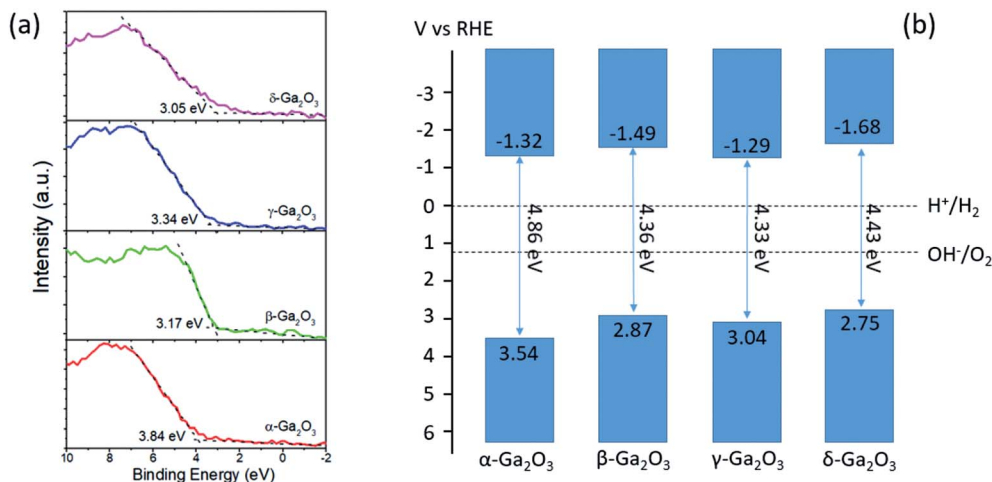 (a)
δ-Ga2O3
3.05 eV
γ-Ga2O3
3.34 eV
β-Ga2O3
3.17 eV
α-Ga2O3
3.84 eV
Intensity (a.u.)
10 8 6 4 2 0 -2
Binding Energy (eV)
V vs RHE
(b)
-3
-2
-1
0
1
2
3
4
5
6
-1.32 -1.49 -1.29 -1.68
H+/H2
OH-/O2
4.86 eV 4.36 eV 4.33 eV 4.43 eV
3.54 2.87 3.04 2.75
α-Ga2O3 β-Ga2O3 γ-Ga2O3 δ-Ga2O3